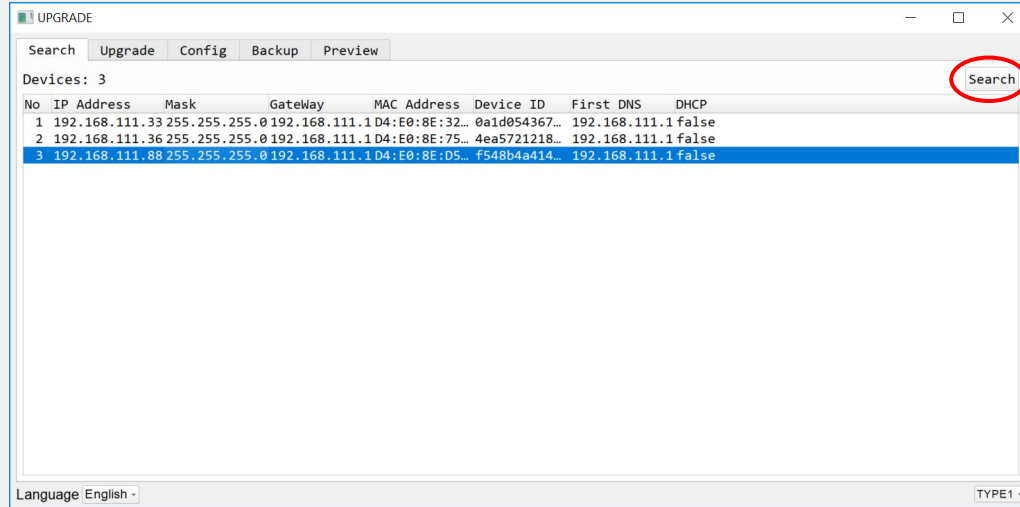 UPGRADE
Search Upgrade Config Backup Preview
Devices: 3
Search
No IP Address Mask GateWay MAC Address Device ID First DNS DHCP
1 192.168.111.33 255.255.255.0 192.168.111.1 D4:E0:8E:32… 0a1d054367… 192.168.111.1 false
2 192.168.111.36 255.255.255.0 192.168.111.1 D4:E0:8E:75… 4ea5721218… 192.168.111.1 false
3 192.168.111.88 255.255.255.0 192.168.111.1 D4:E0:8E:D5… f548b4a414… 192.168.111.1 false
Language English
TYPE1